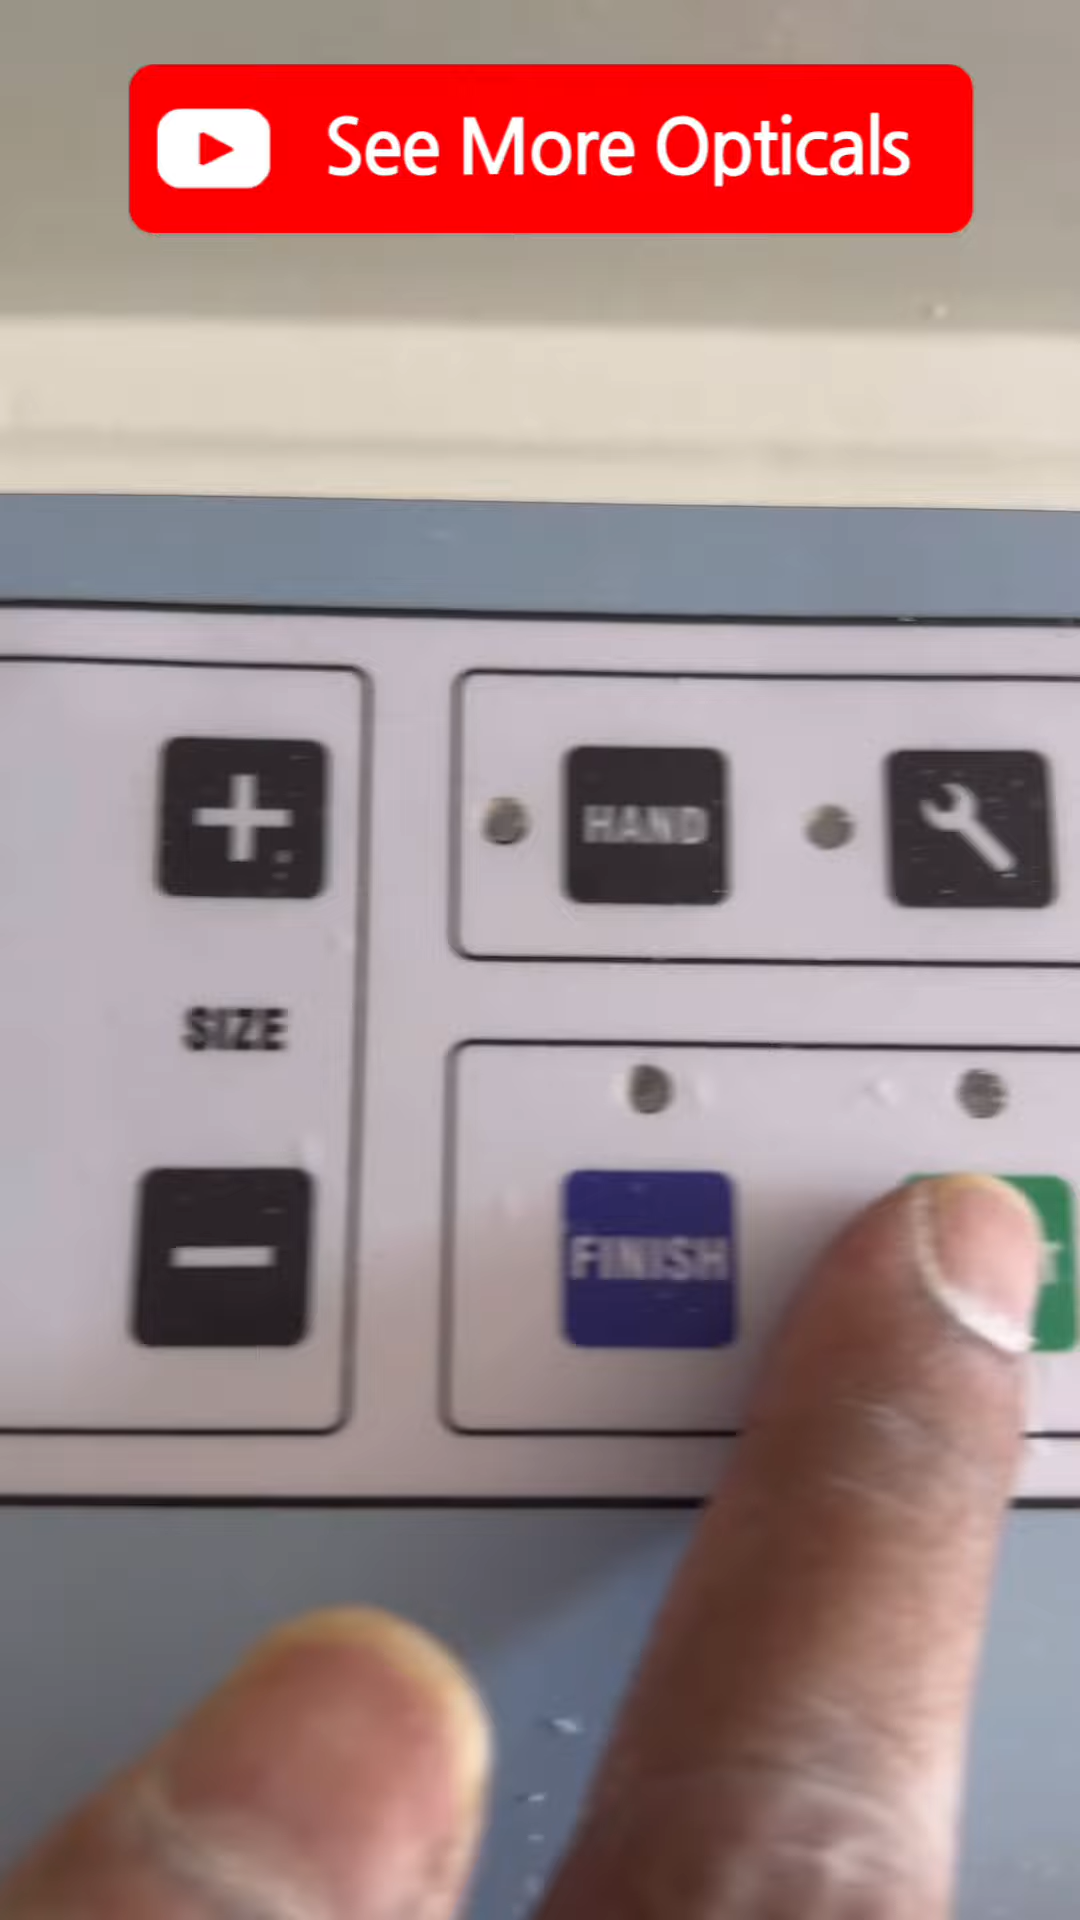 See More Opticals
+
HAND
SIZE
−
FINISH